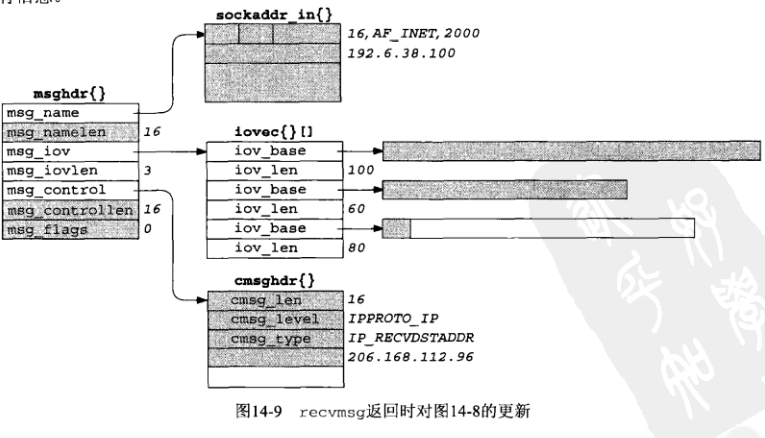 sockaddr_in{}
16, AF_INET, 2000
192.6.38.100
msghdr{}
msg_name
msg_namelen 16
msg_iov
msg_iovlen 3
msg_control
msg_controllen 16
msg_flags 0
iovec{}[]
iov_base
iov_len 100
iov_base
iov_len 60
iov_base
iov_len 80
cmsghdr{}
cmsg_len 16
cmsg_level IPPROTO_IP
cmsg_type IP_RECVDSTADDR
206.168.112.96
图14-9 recvmsg返回时对图14-8的更新